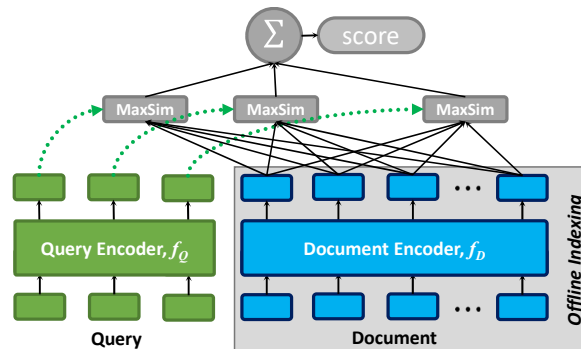 Σ
score
MaxSim
MaxSim
MaxSim
Query Encoder, f_Q
Document Encoder, f_D
Offline Indexing
Query
Document